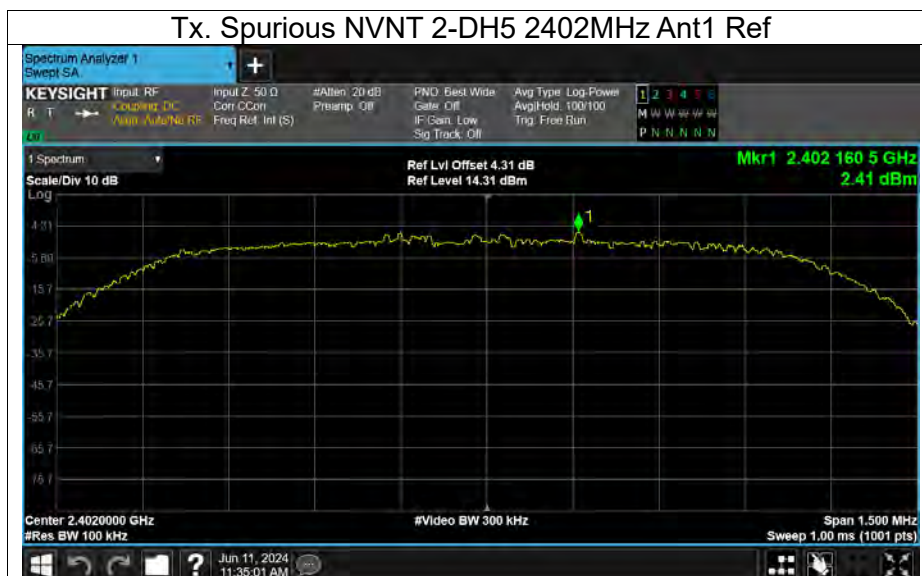 Tx. Spurious NVNT 2-DH5 2402MHz Ant1 Ref
Spectrum Analyzer 1
Swept SA
+
KEYSIGHT Input: RF Input Z: 50 Ω #Atten: 20 dB PNO: Best Wide Avg Type: Log-Power 1 2 3 4 5 6
R T Coupling: DC Corr CCorr Preamp: Off Gate: Off Avg|Hold: 100/100 M W W W W W
Align: Auto/No RF Freq Ref: Int (S) IF Gain: Low Trig: Free Run
Sig Track: Off P N N N N N
1 Spectrum
Scale/Div 10 dB
Log
Ref Lvl Offset 4.31 dB
Ref Level 14.31 dBm
Mkr1 2.402 160 5 GHz
2.41 dBm
1
4.31
-5.69
-15.7
-25.7
-35.7
-45.7
-55.7
-65.7
-75.7
Center 2.4020000 GHz #Video BW 300 kHz Span 1.500 MHz
#Res BW 100 kHz Sweep 1.00 ms (1001 pts)
? Jun 11, 2024
11:35:01 AM